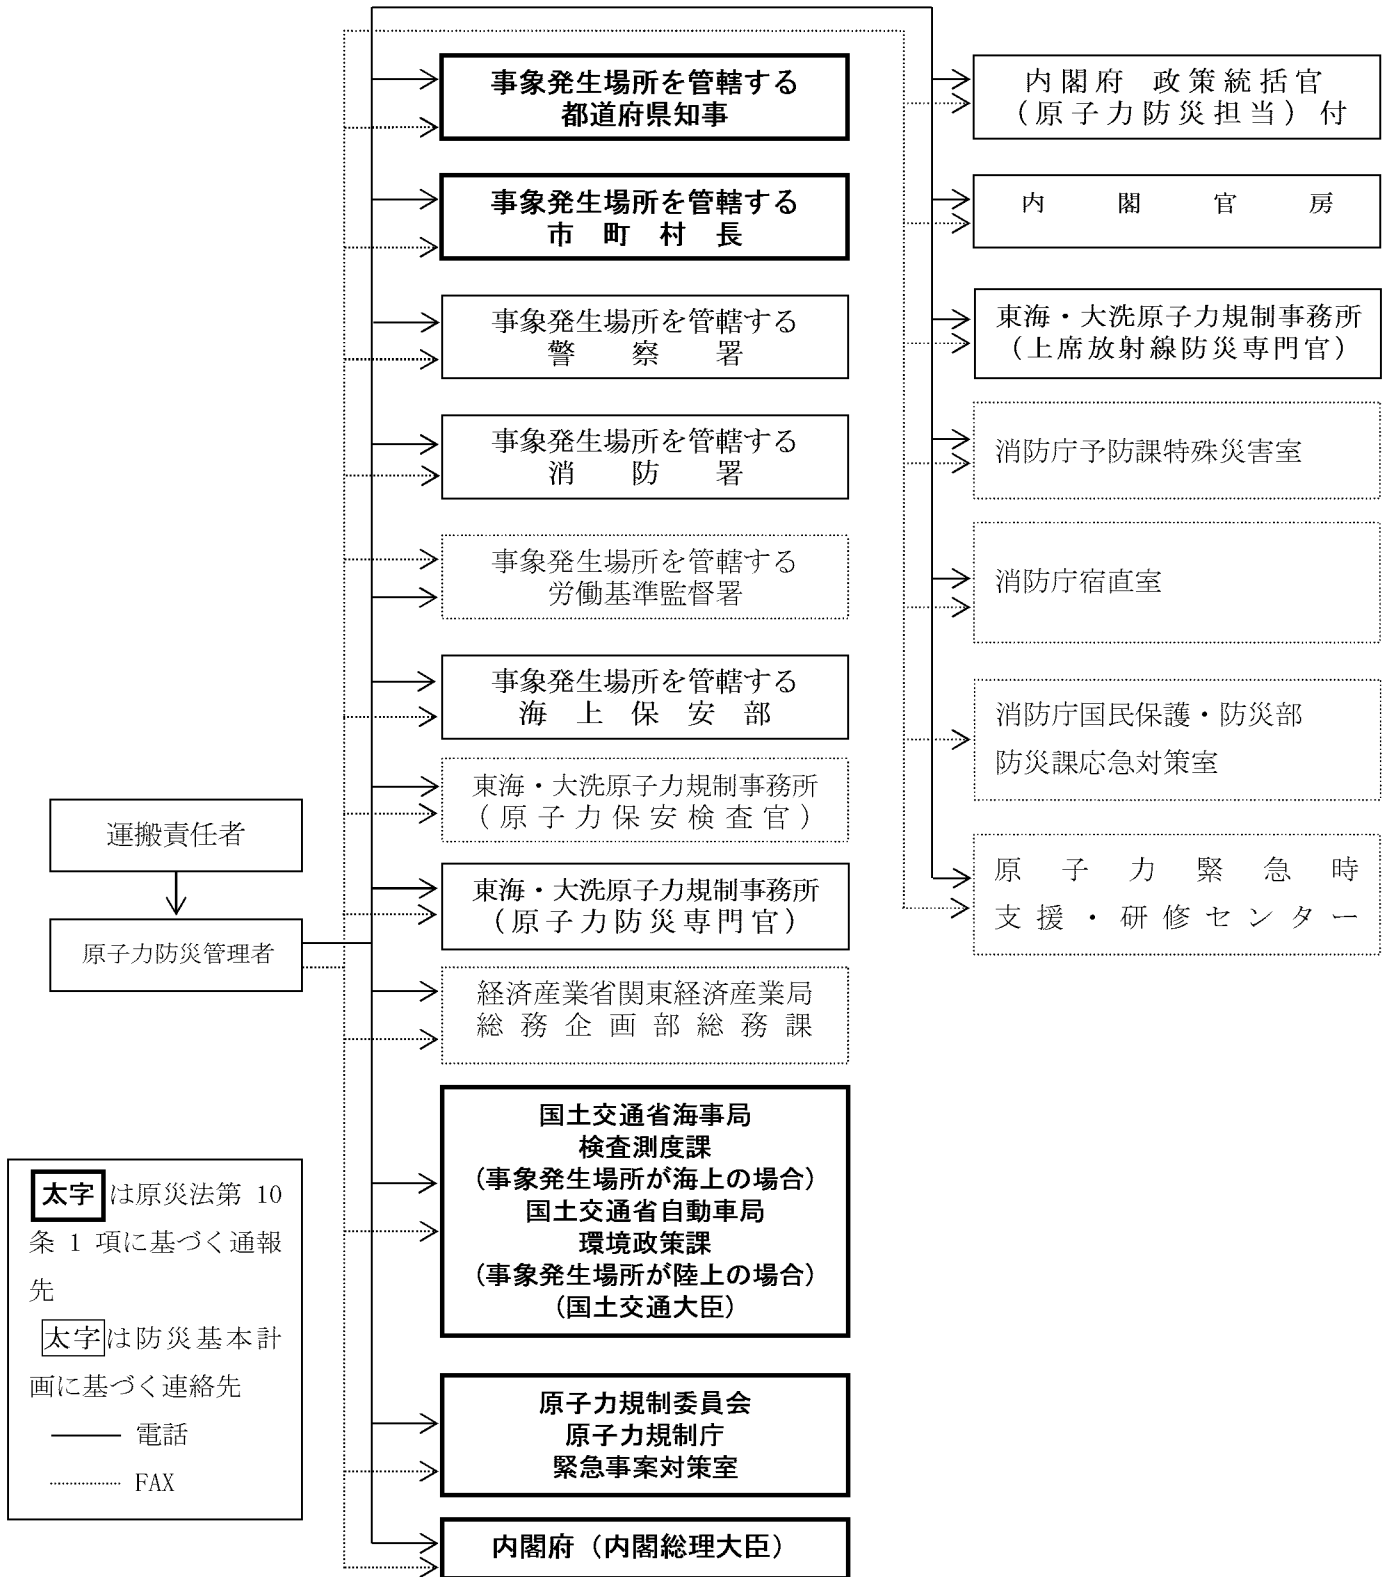 事象発生場所を管轄する
都道府県知事
事象発生場所を管轄する
市町村長
事象発生場所を管轄する
警察署
事象発生場所を管轄する
消防署
事象発生場所を管轄する
労働基準監督署
事象発生場所を管轄する
海上保安部
東海・大洗原子力規制事務所
(原子力保安検査官)
東海・大洗原子力規制事務所
(原子力防災専門官)
経済産業省関東経済産業局
総務企画部総務課
国土交通省海事局
検査測度課
(事象発生場所が海上の場合)
国土交通省自動車局
環境政策課
(事象発生場所が陸上の場合)
(国土交通大臣)
原子力規制委員会
原子力規制庁
緊急事案対策室
内閣府（内閣総理大臣）
内閣府 政策統括官
(原子力防災担当)付
内閣官房
東海・大洗原子力規制事務所
(上席放射線防災専門官)
消防庁予防課特殊災害室
消防庁宿直室
消防庁国民保護・防災部
防災課応急対策室
原子力緊急時
支援・研修センター
運搬責任者
原子力防災管理者
太字は原災法第 10
条 1 項に基づく通報
先
太字は防災基本計
画に基づく連絡先
電話
FAX